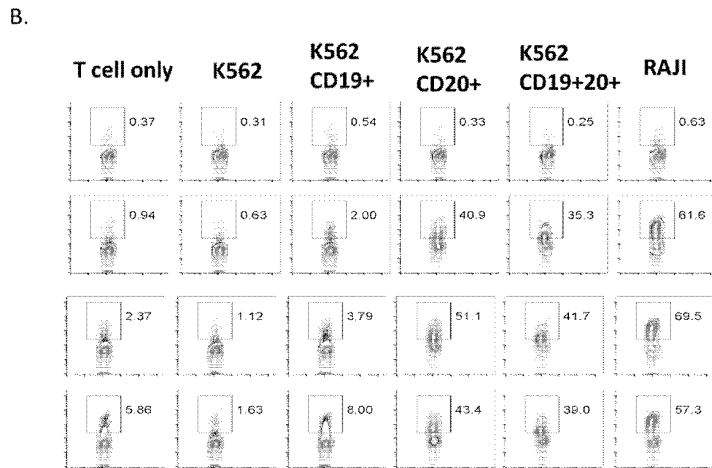 B.
T cell only K562 K562 CD19+ K562 CD20+ K562 CD19+20+ RAJI
0.37 0.31 0.54 0.33 0.25 0.63
0.94 0.63 2.00 40.9 35.3 61.6
2.37 1.12 3.79 51.1 41.7 69.5
5.86 1.63 8.00 43.4 39.0 57.3